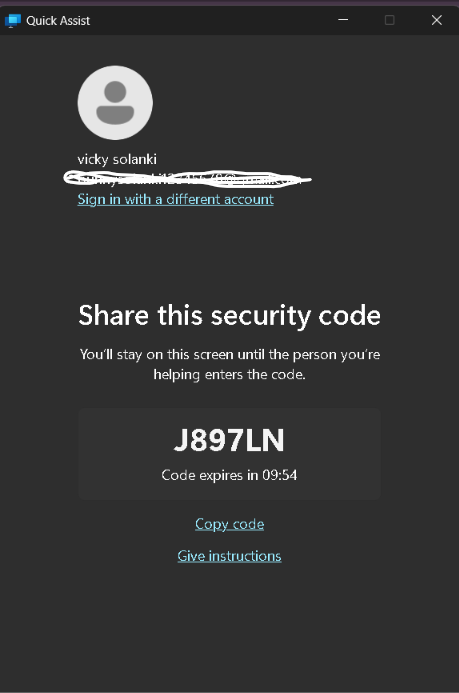 Quick Assist
vicky solanki
Sign in with a different account
Share this security code
You'll stay on this screen until the person you're
helping enters the code.
J897LN
Code expires in 09:54
Copy code
Give instructions